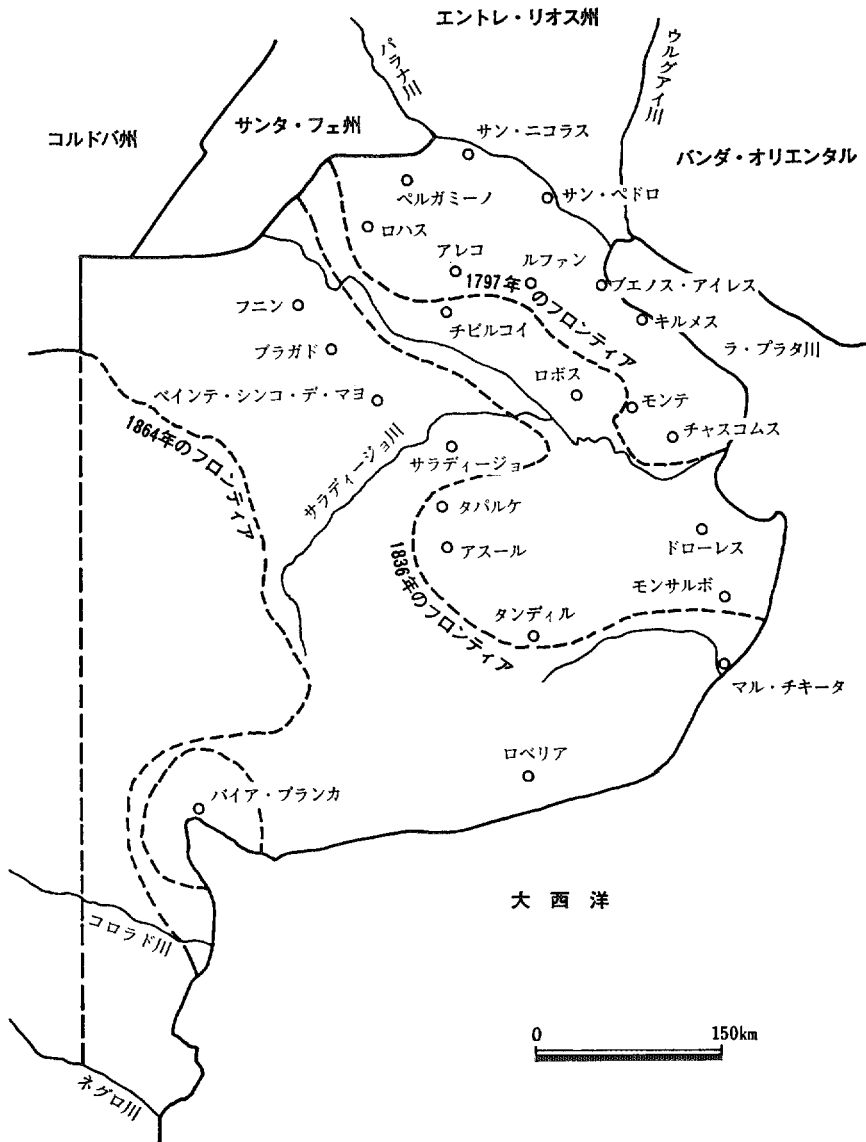 エントレ・リオス州
パラナ川
ウルグアイ川
コルドバ州
サンタ・フェ州
サン・ニコラス
バンダ・オリエンタル
ペルガミーノ
サン・ペドロ
ロハス
アレコ
ルファン
1797年のフロンティア
ブエノス・アイレス
フニン
チビルコイ
キルメス
ブラガド
ラ・プラタ川
ロボス
ベインテ・シンコ・デ・マヨ
モンテ
1864年のフロンティア
チャスコムス
サラディージョ川
サラディージョ
タパルケ
ドローレス
アスール
1836年のフロンティア
モンサルボ
タンディル
マル・チキータ
ロベリア
バイア・ブランカ
大西洋
コロラド川
0 150km
ネグロ川